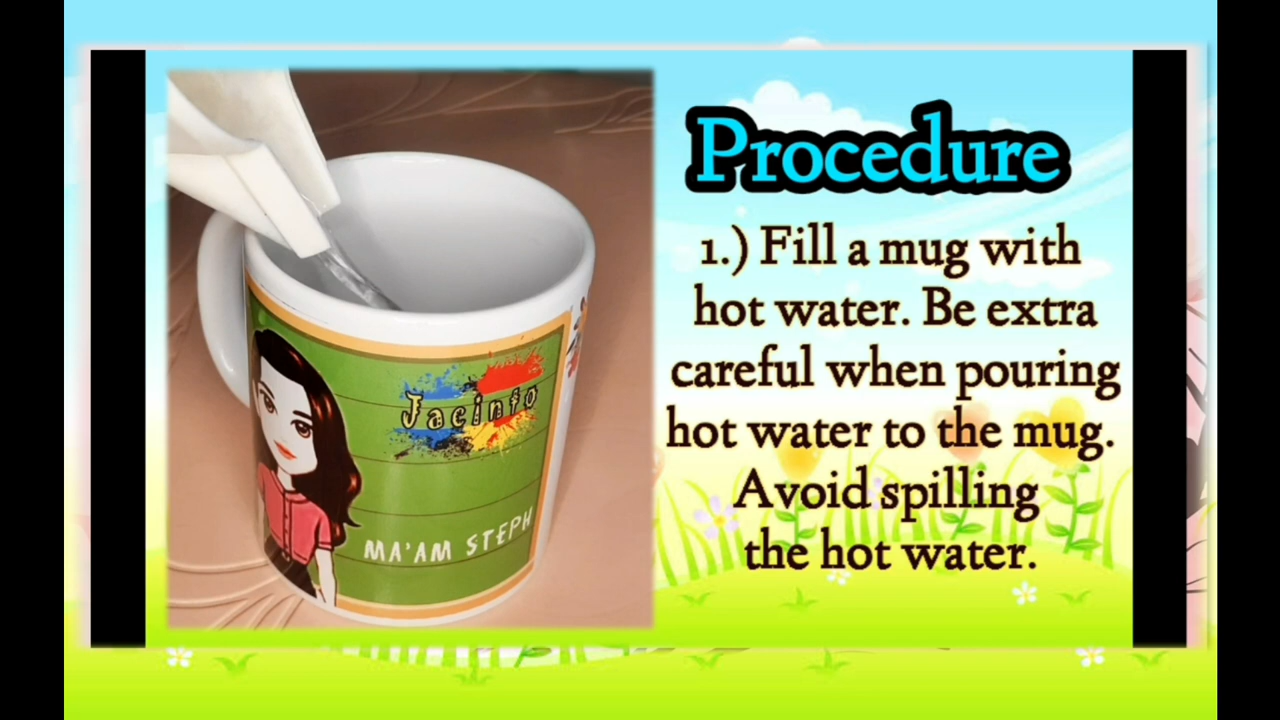 Procedure
1.) Fill a mug with
hot water. Be extra
careful when pouring
hot water to the mug.
Avoid spilling
the hot water.
Jacinto
MA'AM STEPH